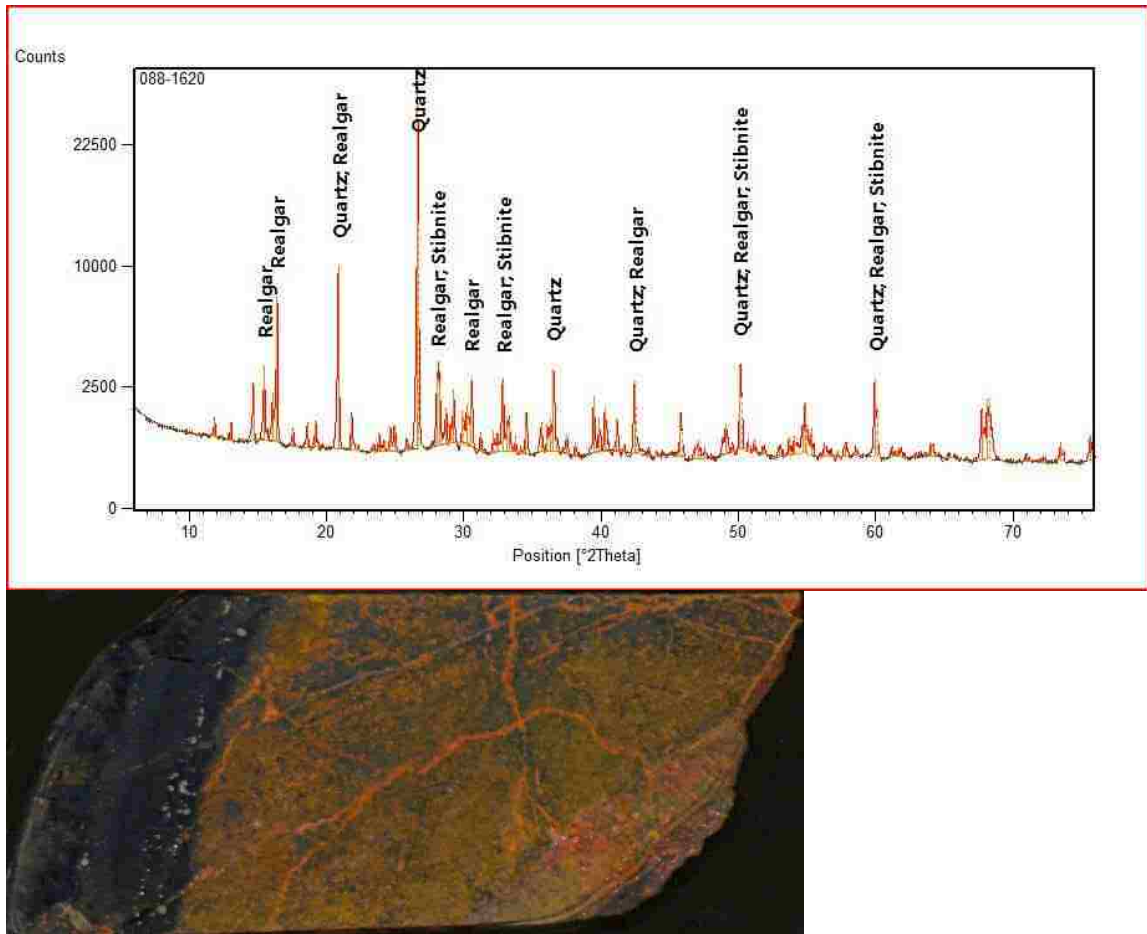 Counts
088-1620
22500
10000
2500
0
Realgar
Realgar
Quartz; Realgar
Quartz
Realgar; Stibnite
Realgar
Realgar; Stibnite
Quartz
Quartz; Realgar
Quartz; Realgar; Stibnite
Quartz; Realgar; Stibnite
10 20 30 40 50 60 70
Position [°2Theta]